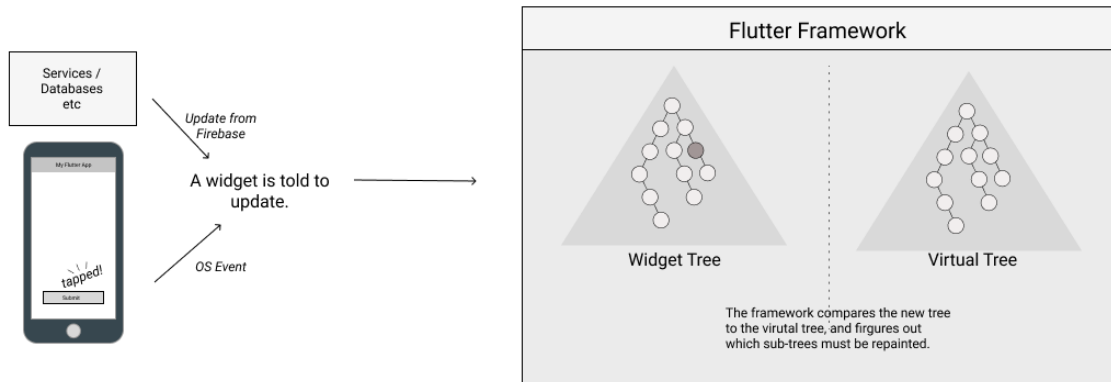 Services /
Databases
etc
Update from
Firebase
My Flutter App
A widget is told to
update.
tapped!
Submit
OS Event
Flutter Framework
Widget Tree
Virtual Tree
The framework compares the new tree
to the virutal tree, and firgures out
which sub-trees must be repainted.